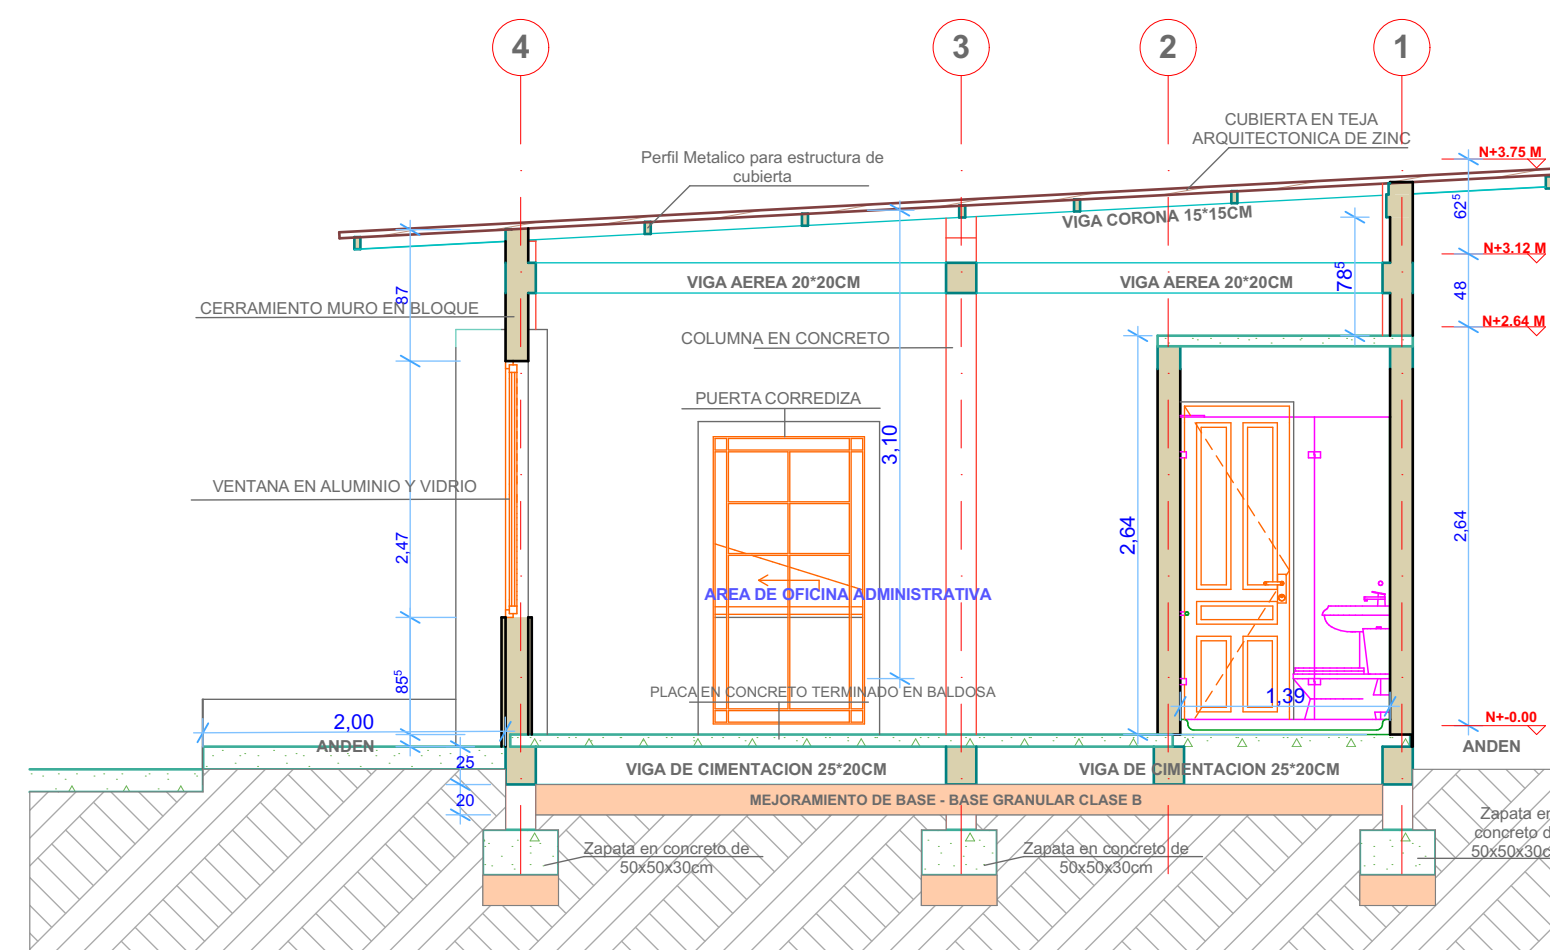 4
3
2
1
CUBIERTA EN TEJA
ARQUITECTONICA DE ZINC
Perfil Metalico para estructura de
cubierta
N+3.75 M
62⁵
VIGA CORONA 15*15CM
N+3.12 M
78⁵
48
VIGA AEREA 20*20CM
VIGA AEREA 20*20CM
87
CERRAMIENTO MURO EN BLOQUE
N+2.64 M
COLUMNA EN CONCRETO
PUERTA CORREDIZA
3,10
VENTANA EN ALUMINIO Y VIDRIO
2,47
2,64
2,64
AREA DE OFICINA ADMINISTRATIVA
85⁵
PLACA EN CONCRETO TERMINADO EN BALDOSA
1,39
2,00
N+-0.00
ANDEN
ANDEN
25
VIGA DE CIMENTACION 25*20CM
VIGA DE CIMENTACION 25*20CM
20
MEJORAMIENTO DE BASE - BASE GRANULAR CLASE B
Zapata en concreto de
50x50x30cm
Zapata en concreto de
50x50x30cm
Zapata en
concreto d
50x50x30c